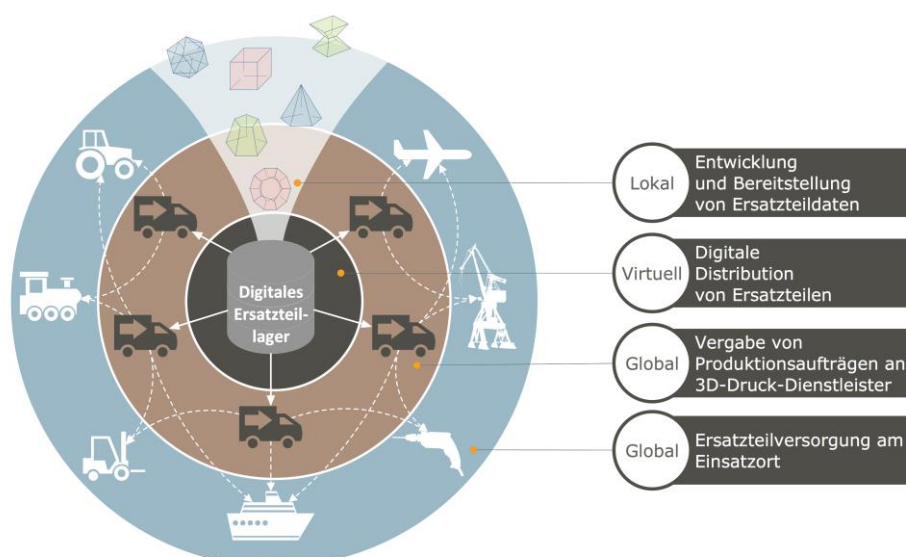 Digitales
Ersatzteil-
lager
Lokal
Entwicklung
und Bereitstellung
von Ersatzteildaten
Virtuell
Digitale
Distribution
von Ersatzteilen
Global
Vergabe von
Produktionsaufträgen an
3D-Druck-Dienstleister
Global
Ersatzteilversorgung am
Einsatzort